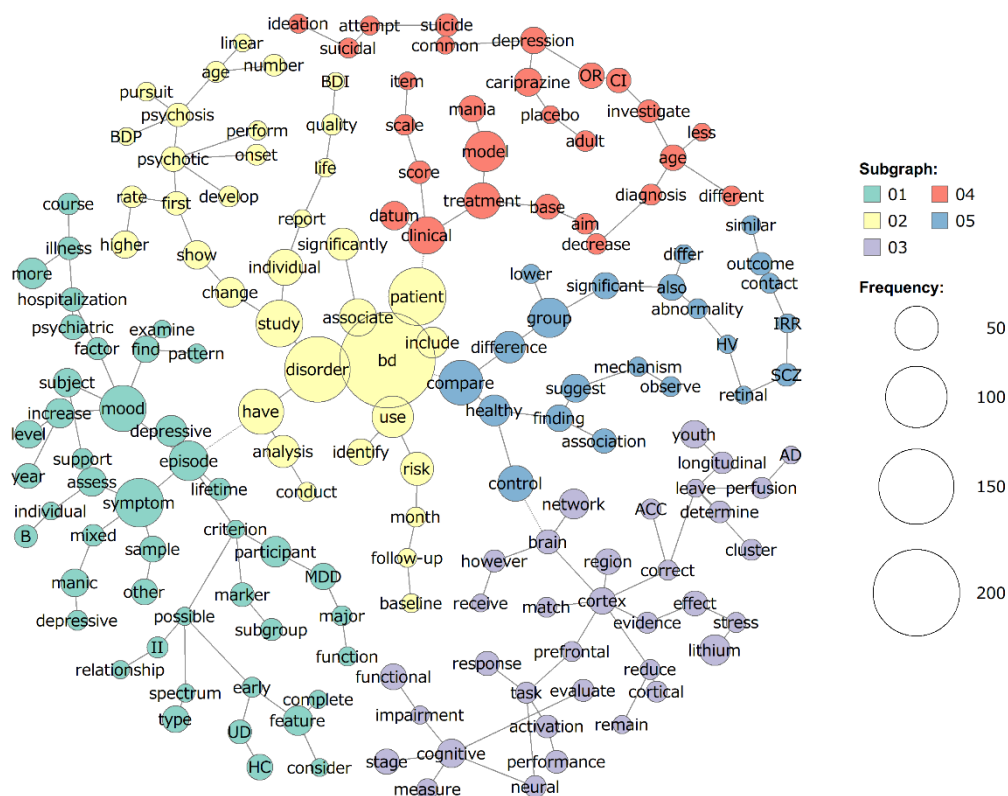 ideation
attempt
suicide
common
suicidal
depression
linear
age
number
BDI
item
cariprazine
OR
CI
pursuit
psychosis
BDP
quality
scale
mania
placebo
investigate
perform
psychotic
onset
model
adult
less
age
life
score
rate
first
develop
treatment
diagnosis
different
course
report
datum
base
aim
illness
higher
significantly
clinical
decrease
similar
more
show
individual
lower
significant
differ
outcome
hospitalization
change
patient
also
contact
psychiatric
examine
study
associate
group
abnormality
factor
find
pattern
include
difference
HV
IRR
subject
disorder
bd
compare
mechanism
SCZ
increase
mood
have
use
healthy
suggest
observe
retinal
level
depressive
finding
association
year
support
episode
analysis
identify
youth
assess
lifetime
risk
longitudinal
AD
individual
symptom
conduct
control
leave
perfusion
B
mixed
criterion
month
network
ACC
determine
sample
participant
brain
cluster
manic
other
MDD
follow-up
however
region
correct
depressive
marker
major
baseline
receive
match
cortex
effect
possible
subgroup
evidence
stress
II
function
prefrontal
lithium
relationship
response
reduce
spectrum
early
complete
functional
task
evaluate
cortical
type
feature
impairment
activation
remain
UD
cognitive
HC
consider
stage
performance
measure
neural
Subgraph:
01
04
02
05
03
Frequency:
50
100
150
200